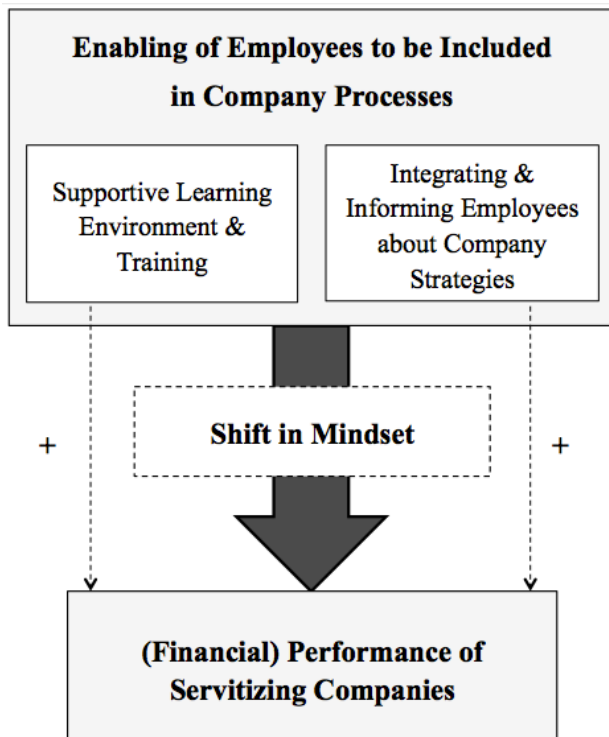 Enabling of Employees to be Included
in Company Processes
Supportive Learning
Environment &
Training
Integrating &
Informing Employees
about Company
Strategies
Shift in Mindset
+
+
(Financial) Performance of
Servitizing Companies